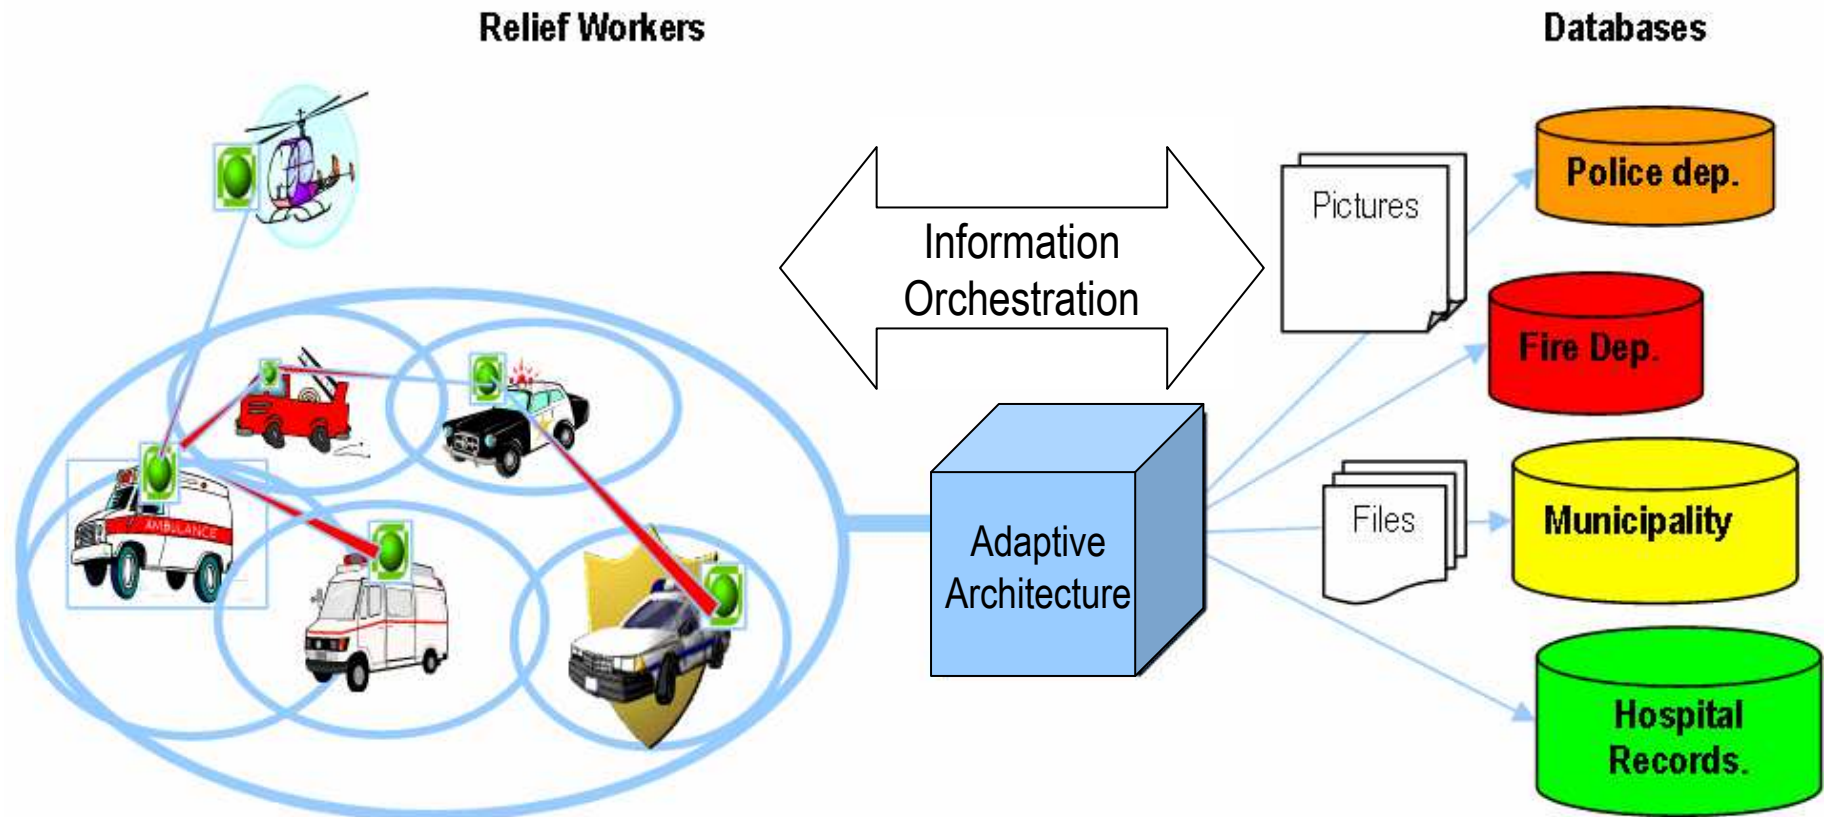 Relief Workers
Databases
Police dep.
Pictures
Information
Orchestration
Fire Dep.
AMBULANCE
Files
Municipality
Adaptive
Architecture
Hospital
Records.